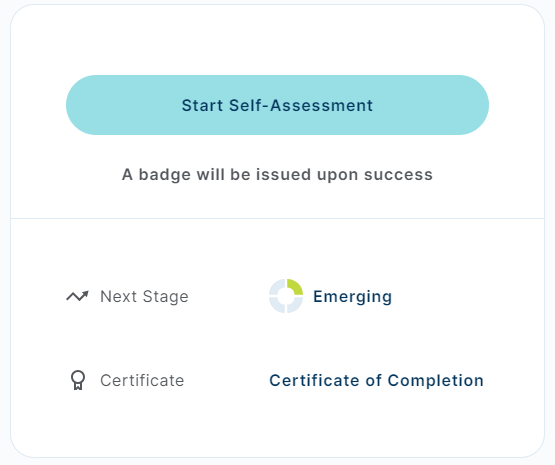 Start Self-Assessment
A badge will be issued upon success
Next Stage
Emerging
Certificate
Certificate of Completion